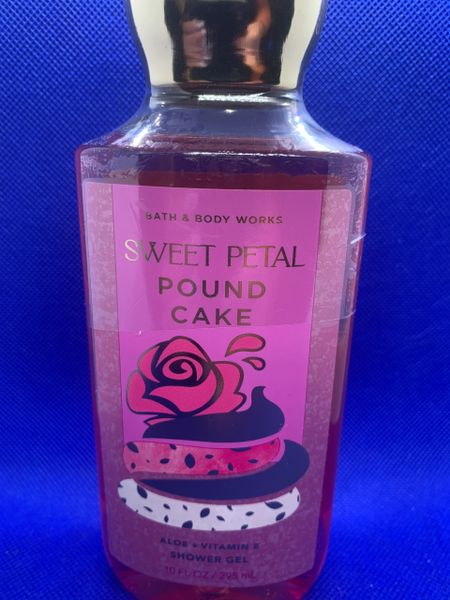 BATH & BODY WORKS
SWEET PETAL
POUND
CAKE
ALOE + VITAMIN E
SHOWER GEL
10 FL OZ / 295 mL